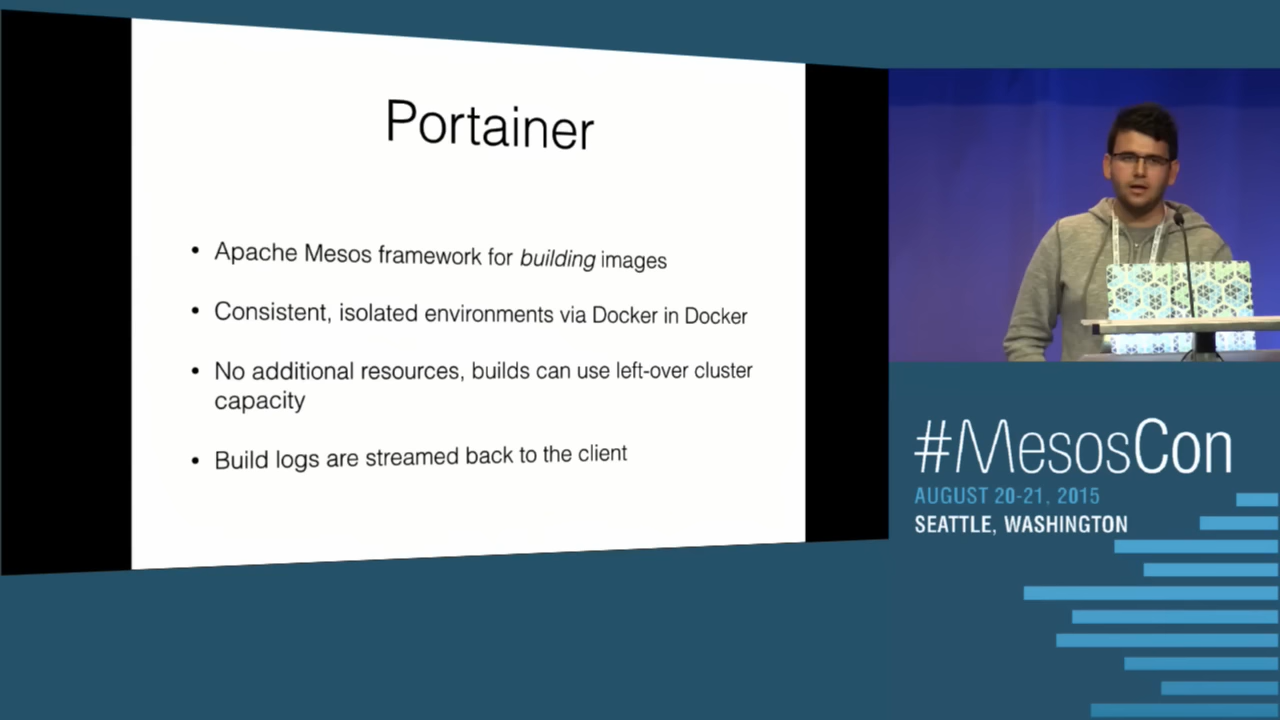 Portainer
• Apache Mesos framework for building images
• Consistent, isolated environments via Docker in Docker
• No additional resources, builds can use left-over cluster
capacity
• Build logs are streamed back to the client
#MesosCon
AUGUST 20-21, 2015
SEATTLE, WASHINGTON